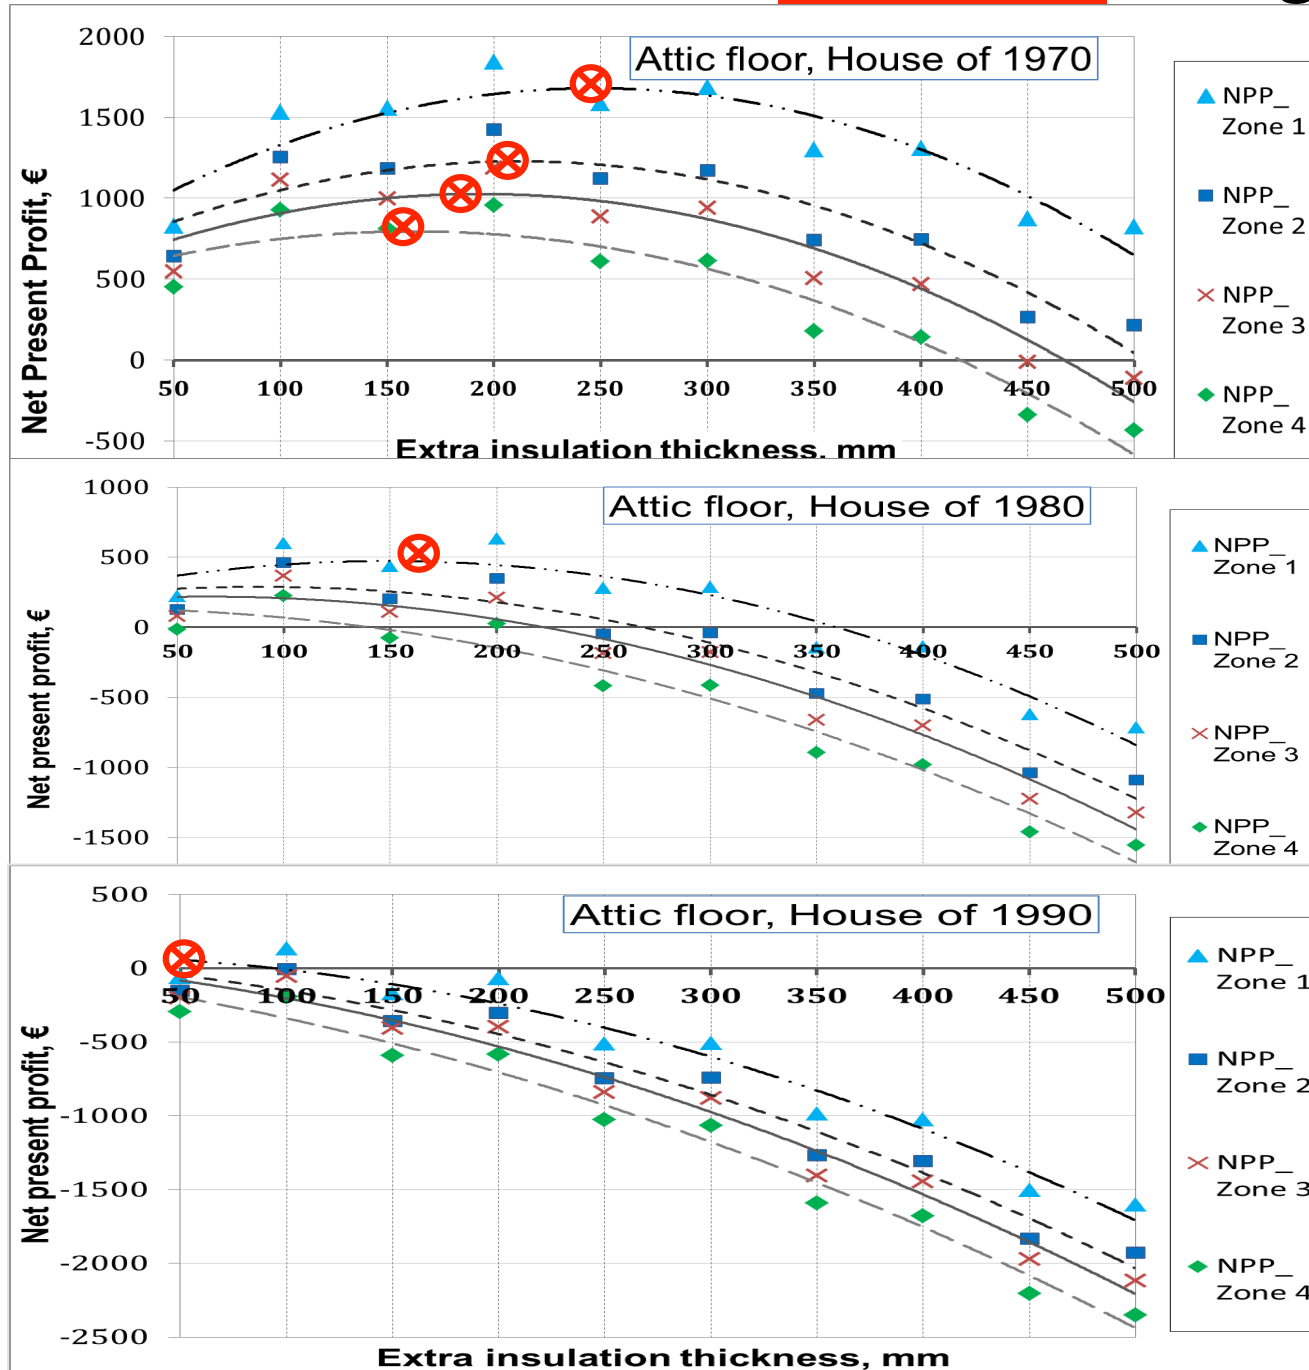 Attic floor, House of 1970
2000
1500
1000
500
0
-500
50 100 150 200 250 300 350 400 450 500
Net Present Profit, €
Extra insulation thickness, mm
NPP_
Zone 1
NPP_
Zone 2
NPP_
Zone 3
NPP_
Zone 4
Attic floor, House of 1980
1000
500
0
-500
-1000
-1500
50 100 150 200 250 300 350 400 450 500
Net present profit, €
NPP_
Zone 1
NPP_
Zone 2
NPP_
Zone 3
NPP_
Zone 4
Attic floor, House of 1990
500
0
-500
-1000
-1500
-2000
-2500
50 100 150 200 250 300 350 400 450 500
Net present profit, €
Extra insulation thickness, mm
NPP_
Zone 1
NPP_
Zone 2
NPP_
Zone 3
NPP_
Zone 4